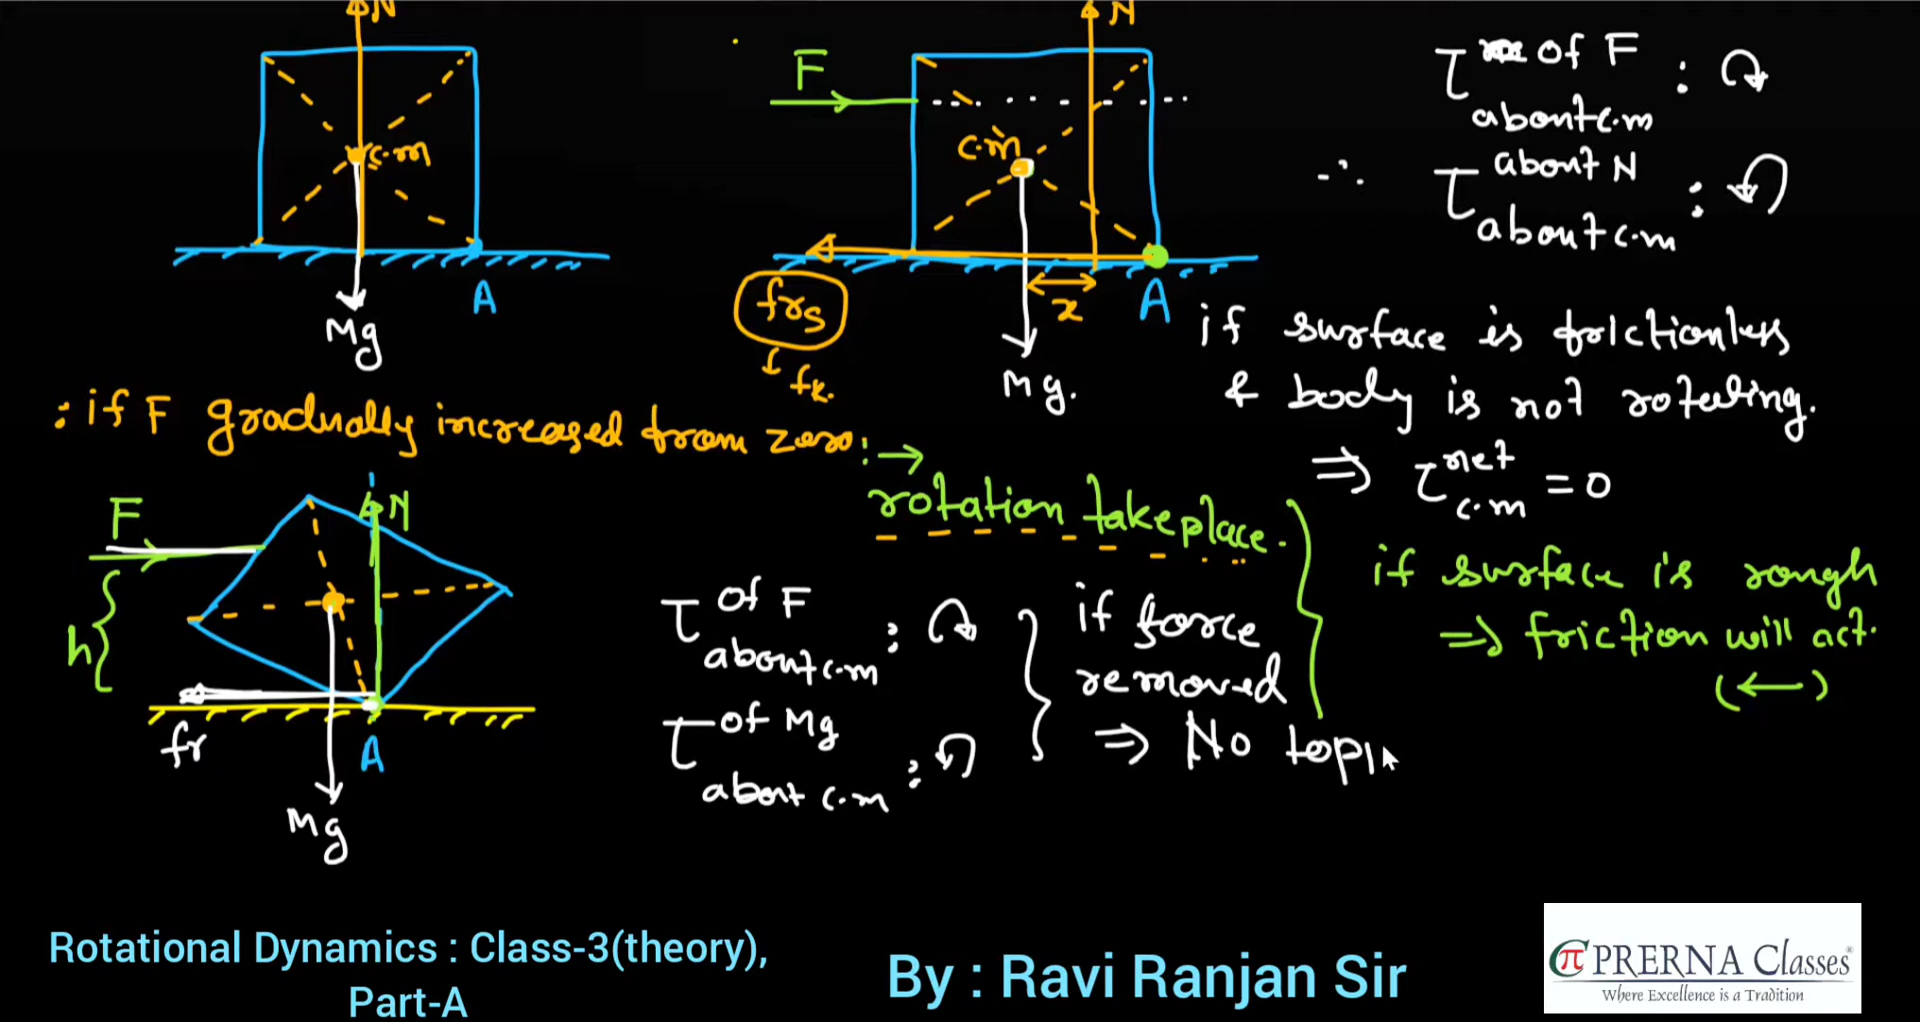 N
c.m
Mg
A
F
N
c.m
frs
fk.
x
Mg.
A
τ of F about c.m :
∴ τ about N about c.m :
if surface is frictionless
& body is not rotating.
⇒ τ net c.m = 0
if surface is rough
⇒ friction will act.
(←)
: if F gradually increased from zero: →
rotation take place.
F
N
h
fr
A
Mg
τ of F about c.m :
τ of Mg about c.m :
if force
removed
⇒ No topi
Rotational Dynamics : Class-3(theory),
Part-A
By : Ravi Ranjan Sir
π PRERNA Classes®
Where Excellence is a Tradition